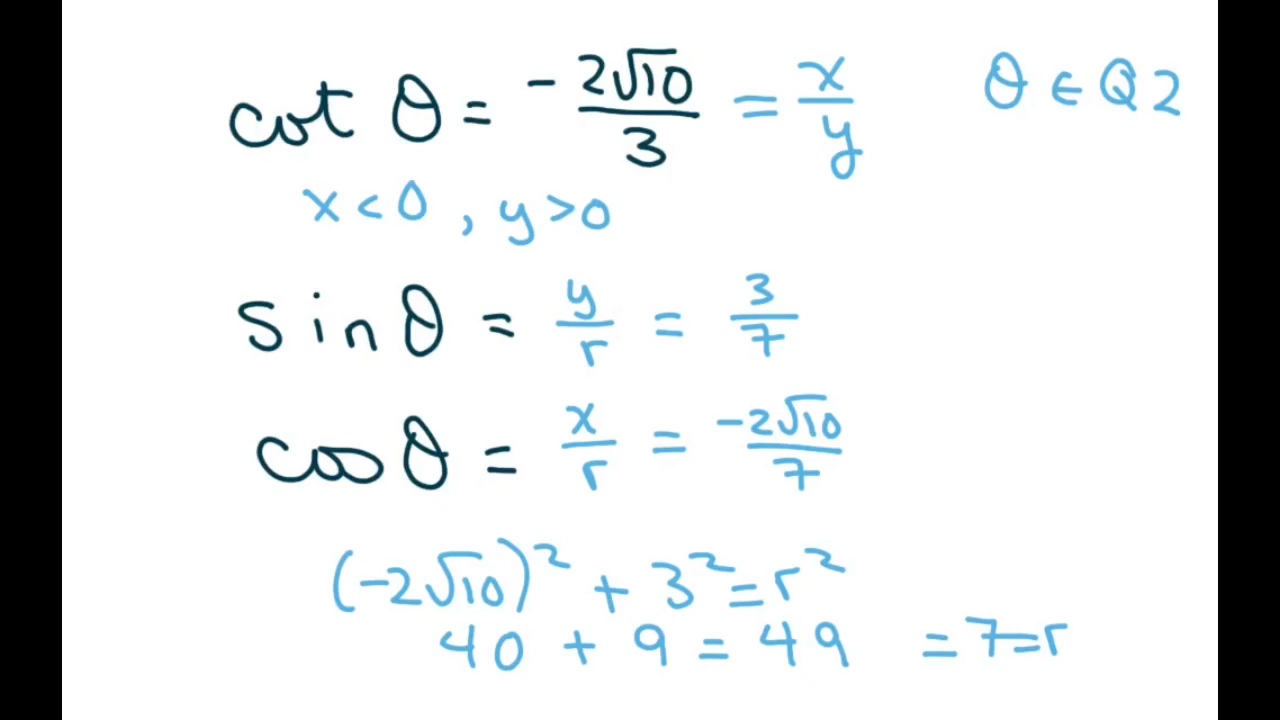 cot θ = -2√10/3 = x/y θ ∈ Q2
x < 0 , y > 0
sin θ = y/r = 3/7
cos θ = x/r = -2√10/7
(-2√10)² + 3² = r²
40 + 9 = 49 = 7 = r